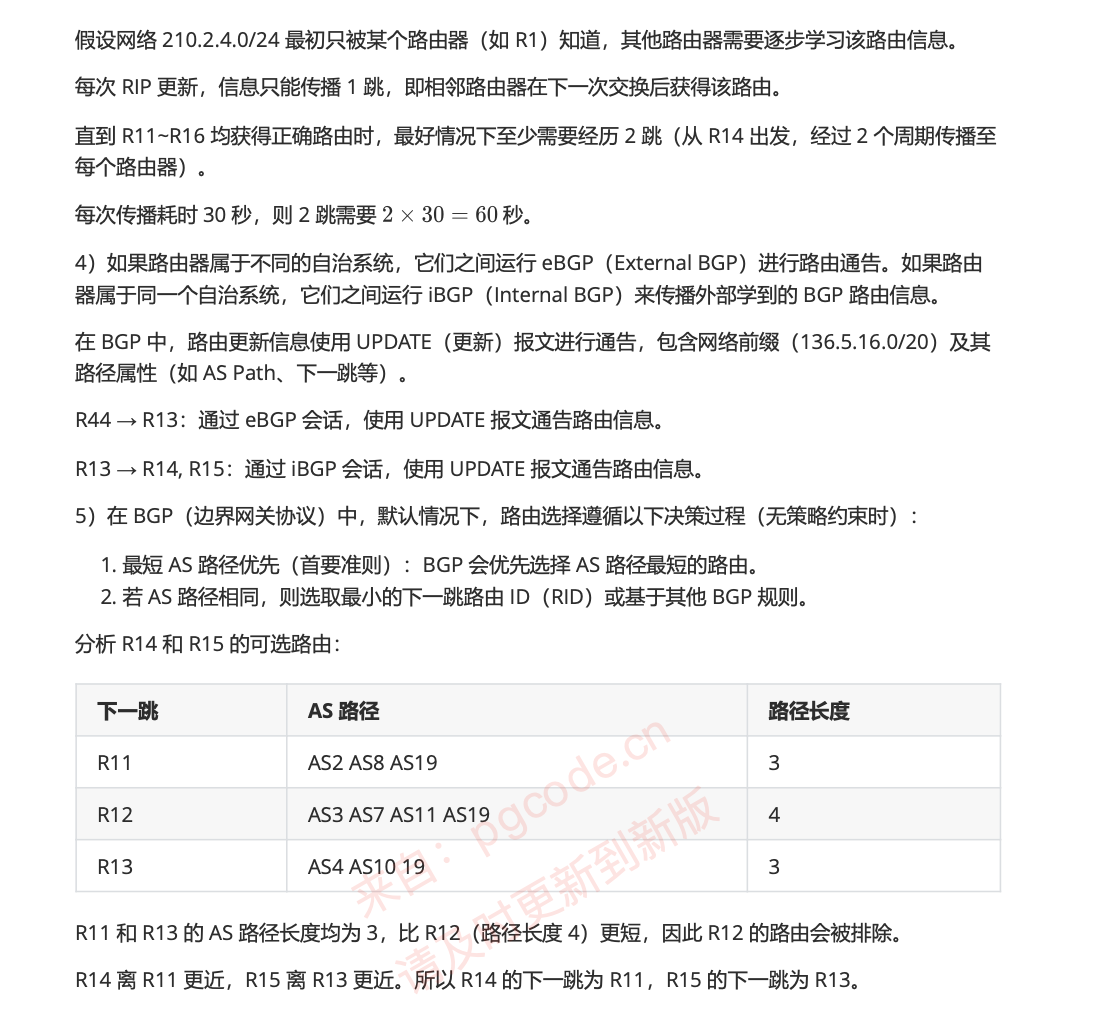 假设网络 210.2.4.0/24 最初只被某个路由器（如 R1）知道，其他路由器需要逐步学习该路由信息。
每次 RIP 更新，信息只能传播 1 跳，即相邻路由器在下一次交换后获得该路由。
直到 R11~R16 均获得正确路由时，最好情况下至少需要经历 2 跳（从 R14 出发，经过 2 个周期传播至
每个路由器）。
每次传播耗时 30 秒，则 2 跳需要 2 × 30 = 60 秒。
4）如果路由器属于不同的自治系统，它们之间运行 eBGP（External BGP）进行路由通告。如果路由
器属于同一个自治系统，它们之间运行 iBGP（Internal BGP）来传播外部学到的 BGP 路由信息。
在 BGP 中，路由更新信息使用 UPDATE（更新）报文进行通告，包含网络前缀（136.5.16.0/20）及其
路径属性（如 AS Path、下一跳等）。
R44 → R13：通过 eBGP 会话，使用 UPDATE 报文通告路由信息。
R13 → R14, R15：通过 iBGP 会话，使用 UPDATE 报文通告路由信息。
5）在 BGP（边界网关协议）中，默认情况下，路由选择遵循以下决策过程（无策略约束时）：
1. 最短 AS 路径优先（首要准则）：BGP 会优先选择 AS 路径最短的路由。
2. 若 AS 路径相同，则选取最小的下一跳路由 ID（RID）或基于其他 BGP 规则。
分析 R14 和 R15 的可选路由：
下一跳 AS 路径 路径长度
R11 AS2 AS8 AS19 3
R12 AS3 AS7 AS11 AS19 4
R13 AS4 AS10 19 3
来自：pgcode.cn
请及时更新到新版
R11 和 R13 的 AS 路径长度均为 3，比 R12（路径长度 4）更短，因此 R12 的路由会被排除。
R14 离 R11 更近，R15 离 R13 更近。所以 R14 的下一跳为 R11，R15 的下一跳为 R13。